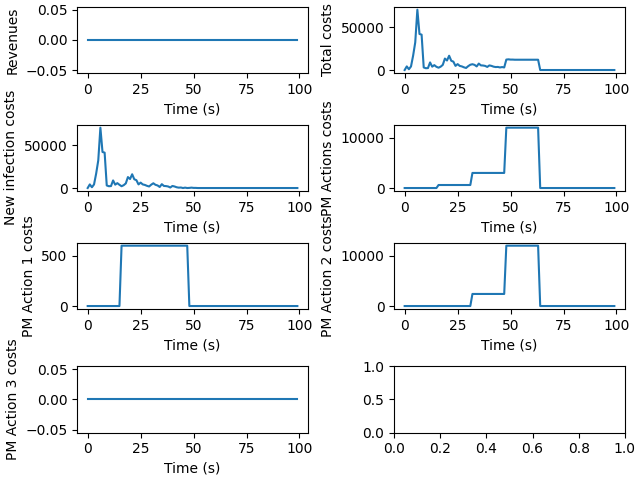 Revenues
0.05
0.00
−0.05
0 25 50 75 100
Time (s)
Total costs
50000
0
0 25 50 75 100
Time (s)
New infection costs
50000
0
0 25 50 75 100
Time (s)
PM Actions costs
10000
0
0 25 50 75 100
Time (s)
PM Action 1 costs
500
0
0 25 50 75 100
Time (s)
PM Action 2 costs
10000
0
0 25 50 75 100
Time (s)
PM Action 3 costs
0.05
0.00
−0.05
0 25 50 75 100
Time (s)
1.0
0.5
0.0
0.0 0.2 0.4 0.6 0.8 1.0